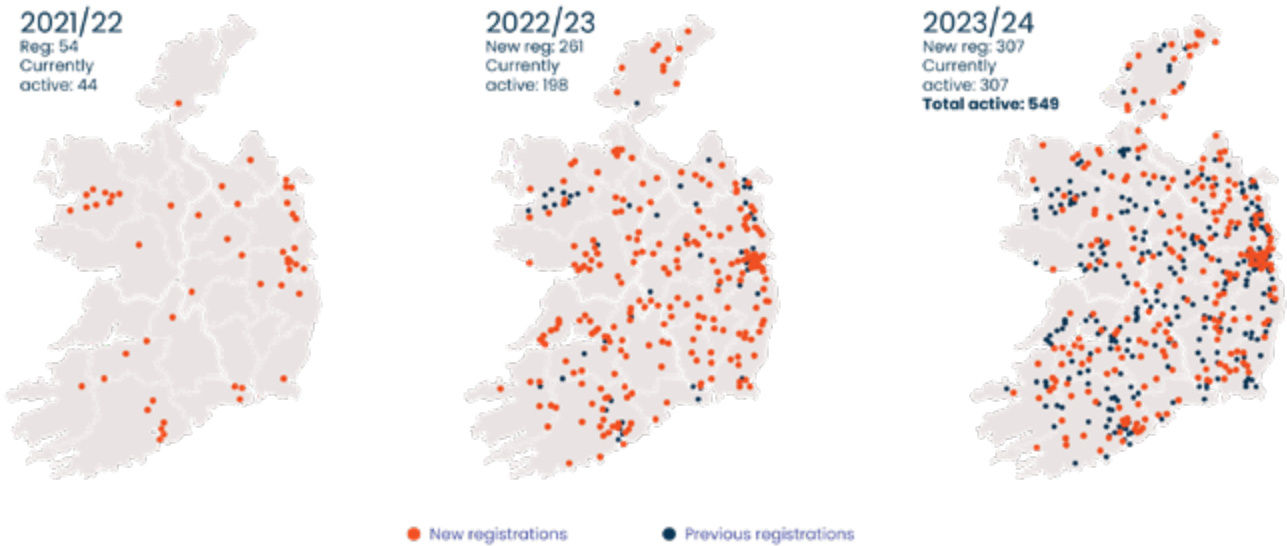 2021/22
Reg: 54
Currently
active: 44
2022/23
New reg: 261
Currently
active: 198
2023/24
New reg: 307
Currently
active: 307
Total active: 549
New registrations
Previous registrations